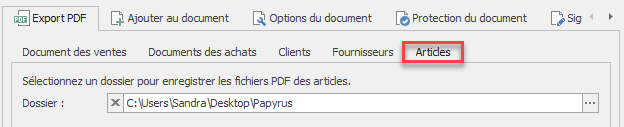 Export PDF Ajouter au document Options du document Protection du document Sig
Document des ventes Documents des achats Clients Fournisseurs Articles
Sélectionnez un dossier pour enregistrer les fichiers PDF des articles.
Dossier : C:\Users\Sandra\Desktop\Papyrus ...